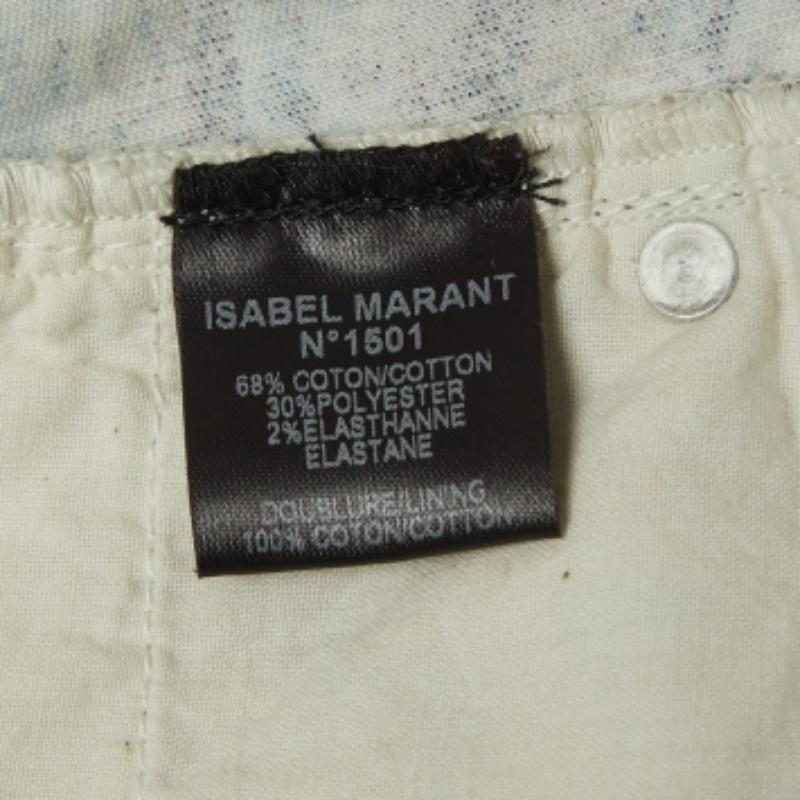 ISABEL MARANT
N°1501
68% COTON/COTTON
30%POLYESTER
2%ELASTHANNE
ELASTANE
DOUBLURE/LINING
100% COTON/COTTON